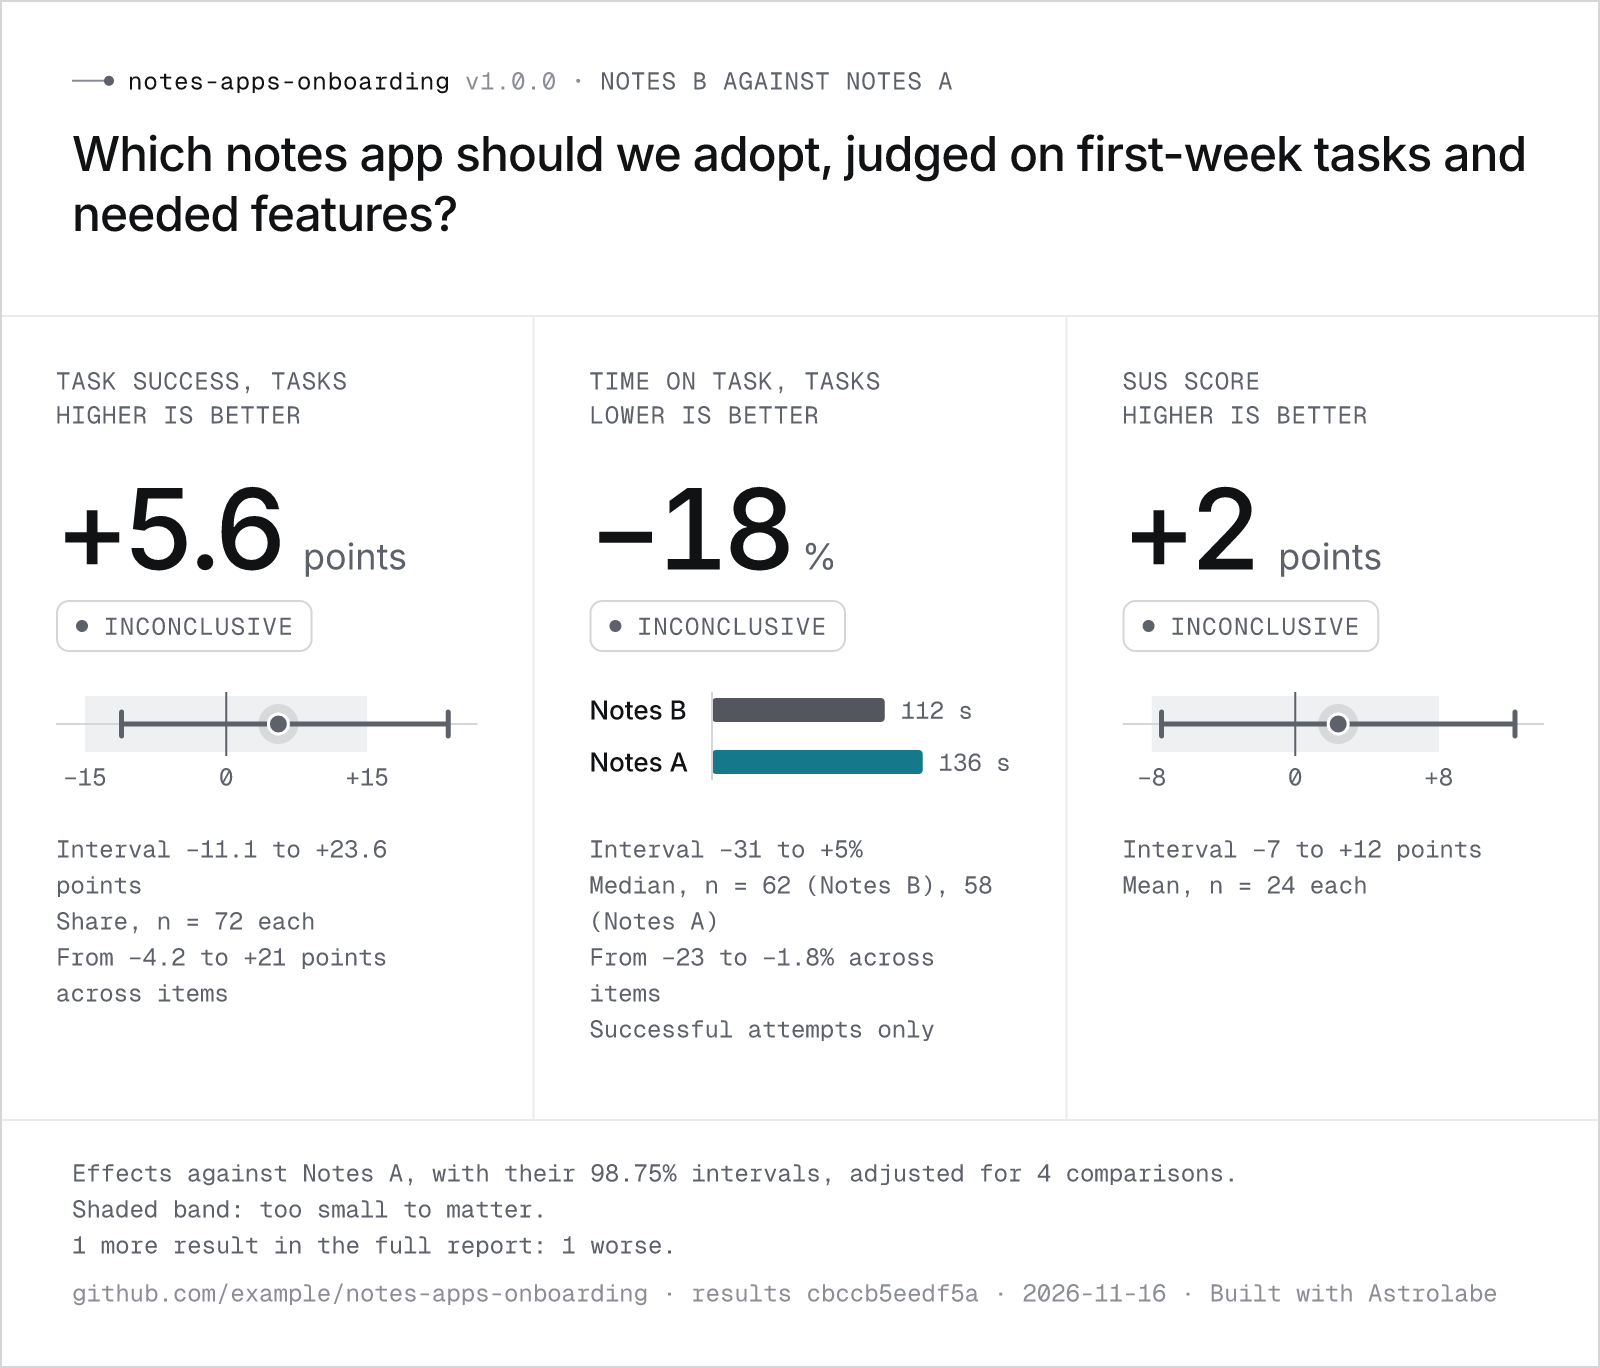 notes-apps-onboarding v1.0.0 · NOTES B AGAINST NOTES A
Which notes app should we adopt, judged on first-week tasks and
needed features?
TASK SUCCESS, TASKS
HIGHER IS BETTER
+5.6 points
INCONCLUSIVE
−15 0 +15
Interval −11.1 to +23.6
points
Share, n = 72 each
From −4.2 to +21 points
across items
TIME ON TASK, TASKS
LOWER IS BETTER
−18 %
INCONCLUSIVE
Notes B 112 s
Notes A 136 s
Interval −31 to +5%
Median, n = 62 (Notes B), 58
(Notes A)
From −23 to −1.8% across
items
Successful attempts only
SUS SCORE
HIGHER IS BETTER
+2 points
INCONCLUSIVE
−8 0 +8
Interval −7 to +12 points
Mean, n = 24 each
Effects against Notes A, with their 98.75% intervals, adjusted for 4 comparisons.
Shaded band: too small to matter.
1 more result in the full report: 1 worse.
github.com/example/notes-apps-onboarding · results cbccb5eedf5a · 2026-11-16 · Built with Astrolabe